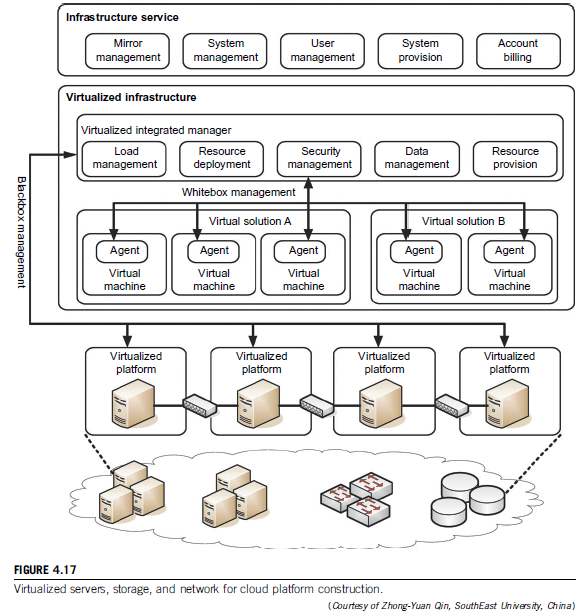 Infrastructure service
Mirror
management
System
management
User
management
System
provision
Account
billing
Virtualized infrastructure
Virtualized integrated manager
Load
management
Resource
deployment
Security
management
Data
management
Resource
provision
Blackbox management
Whitebox management
Virtual solution A
Agent
Virtual
machine
Agent
Virtual
machine
Agent
Virtual
machine
Virtual solution B
Agent
Virtual
machine
Agent
Virtual
machine
Virtualized
platform
Virtualized
platform
Virtualized
platform
Virtualized
platform
FIGURE 4.17
Virtualized servers, storage, and network for cloud platform construction.
(Courtesy of Zhong-Yuan Qin, SouthEast University, China)